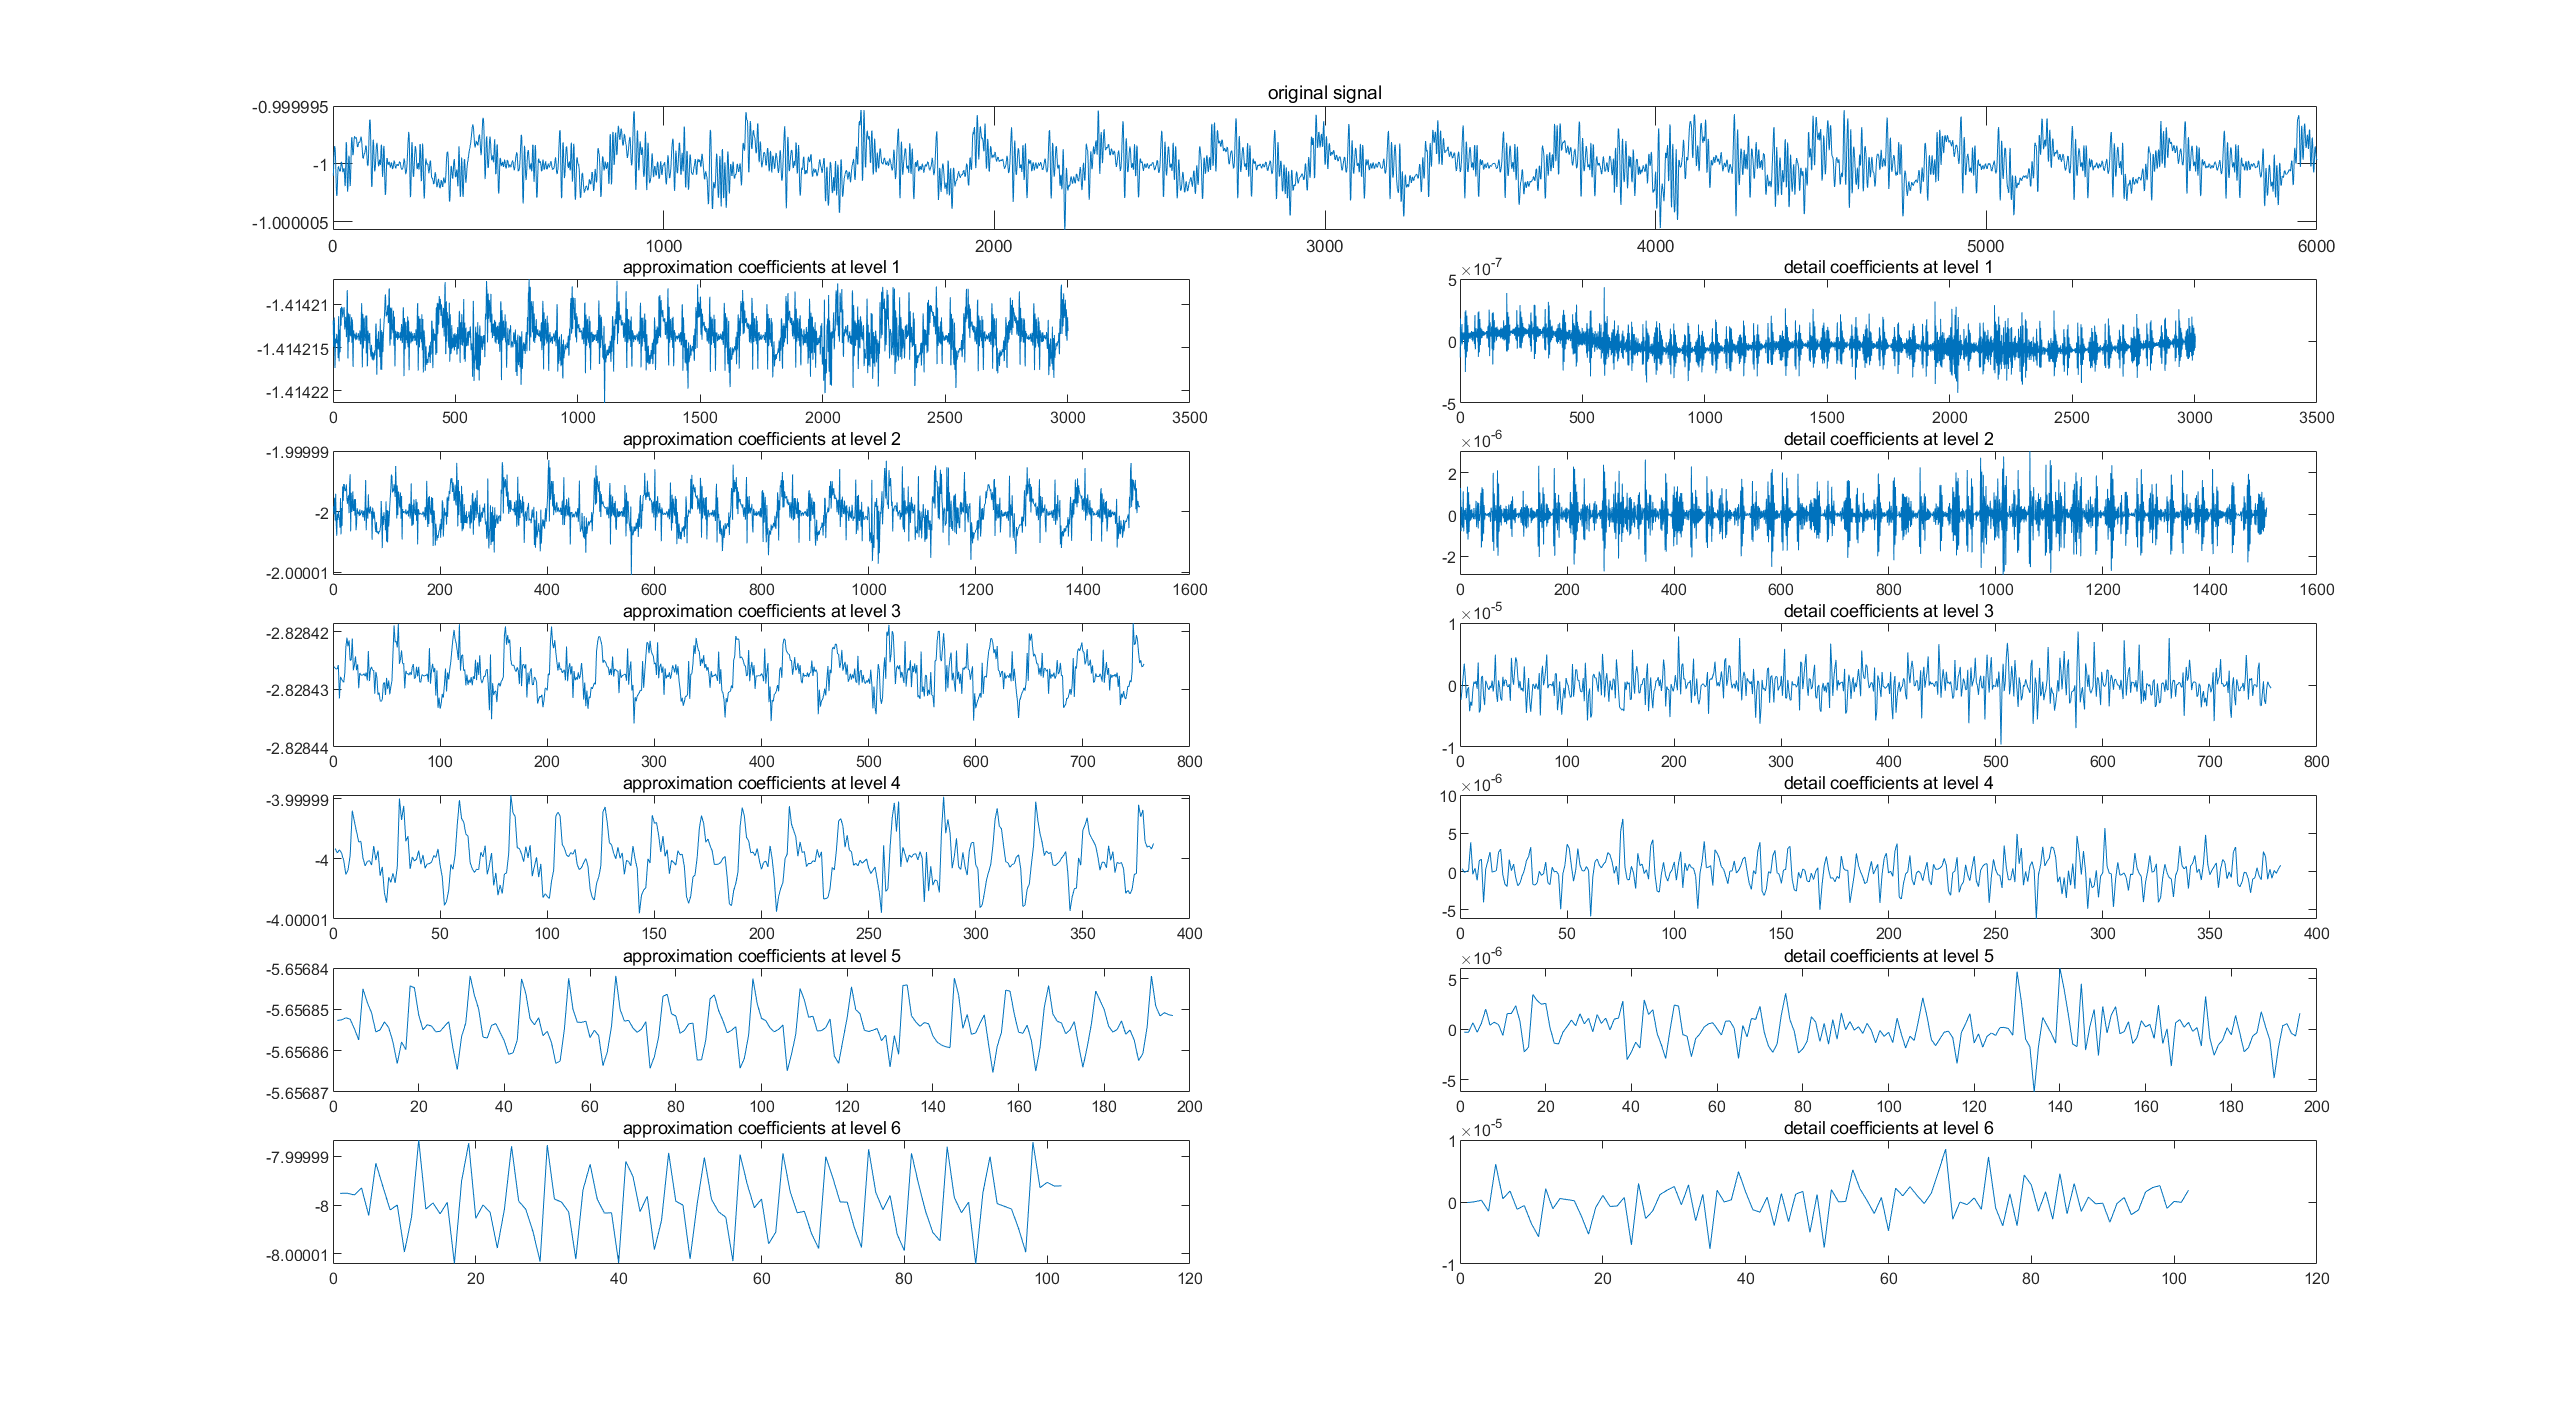 original signal
-0.999995
-1
-1.000005
0 1000 2000 3000 4000 5000 6000
approximation coefficients at level 1
-1.41421
-1.414215
-1.41422
0 500 1000 1500 2000 2500 3000 3500
detail coefficients at level 1
×10-7
5
0
-5
0 500 1000 1500 2000 2500 3000 3500
approximation coefficients at level 2
-1.99999
-2
-2.00001
0 200 400 600 800 1000 1200 1400 1600
detail coefficients at level 2
×10-6
2
0
-2
0 200 400 600 800 1000 1200 1400 1600
approximation coefficients at level 3
-2.82842
-2.82843
-2.82844
0 100 200 300 400 500 600 700 800
detail coefficients at level 3
×10-5
1
0
-1
0 100 200 300 400 500 600 700 800
approximation coefficients at level 4
-3.99999
-4
-4.00001
0 50 100 150 200 250 300 350 400
detail coefficients at level 4
×10-6
10
5
0
-5
0 50 100 150 200 250 300 350 400
approximation coefficients at level 5
-5.65684
-5.65685
-5.65686
-5.65687
0 20 40 60 80 100 120 140 160 180 200
detail coefficients at level 5
×10-6
5
0
-5
0 20 40 60 80 100 120 140 160 180 200
approximation coefficients at level 6
-7.99999
-8
-8.00001
0 20 40 60 80 100 120
detail coefficients at level 6
×10-5
1
0
-1
0 20 40 60 80 100 120